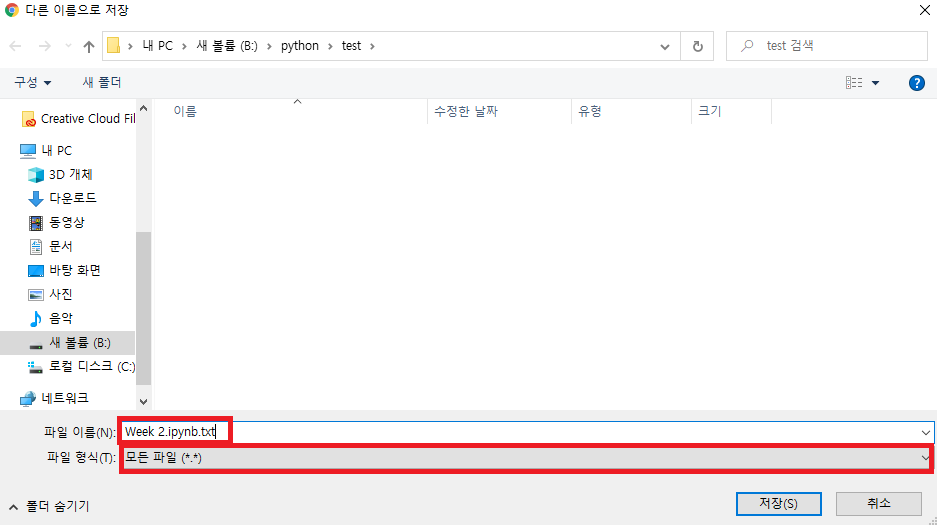 다른 이름으로 저장
내 PC > 새 볼륨 (B:) > python > test >
test 검색
구성
새 폴더
이름
수정한 날짜
유형
크기
Creative Cloud Fil
내 PC
3D 개체
다운로드
동영상
문서
바탕 화면
사진
음악
새 볼륨 (B:)
로컬 디스크 (C:)
네트워크
파일 이름(N): Week 2.ipynb.txt
파일 형식(T): 모든 파일 (*.*)
폴더 숨기기
저장(S)
취소